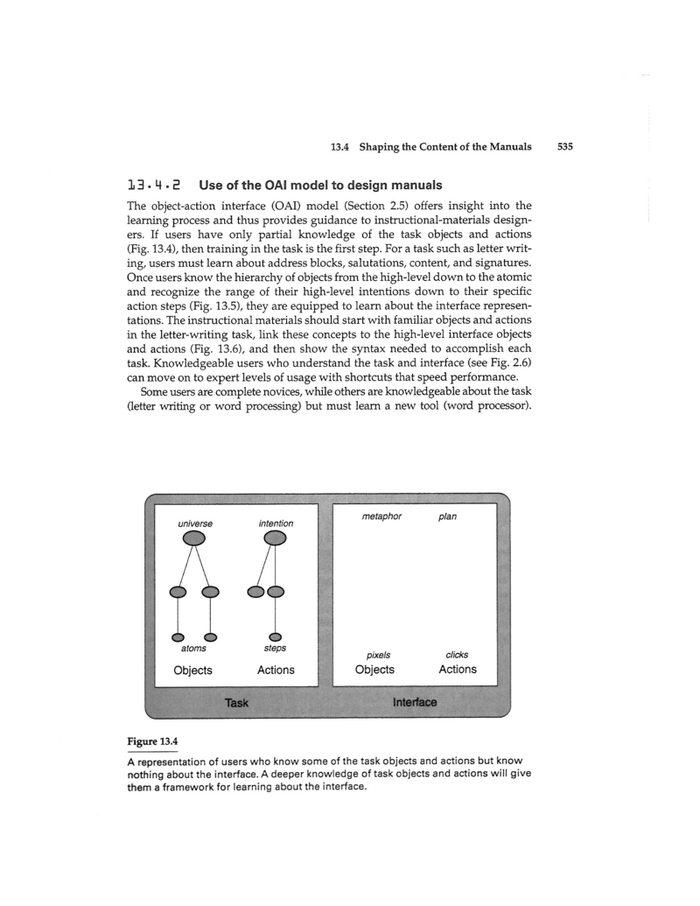 13.4 Shaping the Content of the Manuals 535
13.4.2 Use of the OAI model to design manuals
The object-action interface (OAI) model (Section 2.5) offers insight into the
learning process and thus provides guidance to instructional-materials design-
ers. If users have only partial knowledge of the task objects and actions
(Fig. 13.4), then training in the task is the first step. For a task such as letter writ-
ing, users must learn about address blocks, salutations, content, and signatures.
Once users know the hierarchy of objects from the high-level down to the atomic
and recognize the range of their high-level intentions down to their specific
action steps (Fig. 13.5), they are equipped to learn about the interface represen-
tations. The instructional materials should start with familiar objects and actions
in the letter-writing task, link these concepts to the high-level interface objects
and actions (Fig. 13.6), and then show the syntax needed to accomplish each
task. Knowledgeable users who understand the task and interface (see Fig. 2.6)
can move on to expert levels of usage with shortcuts that speed performance.
Some users are complete novices, while others are knowledgeable about the task
(letter writing or word processing) but must learn a new tool (word processor).
universe intention metaphor plan
atoms steps pixels clicks
Objects Actions Objects Actions
Task Interface
Figure 13.4
A representation of users who know some of the task objects and actions but know
nothing about the interface. A deeper knowledge of task objects and actions will give
them a framework for learning about the interface.